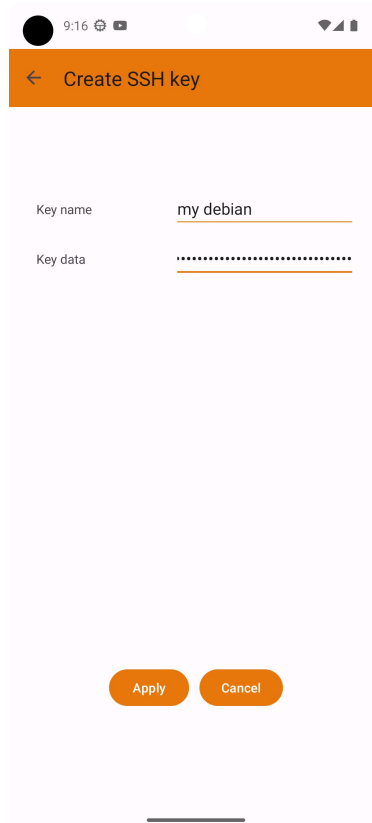 9:16
Create SSH key
Key name
my debian
Key data
••••••••••••••••••••••••••••••••
Apply
Cancel